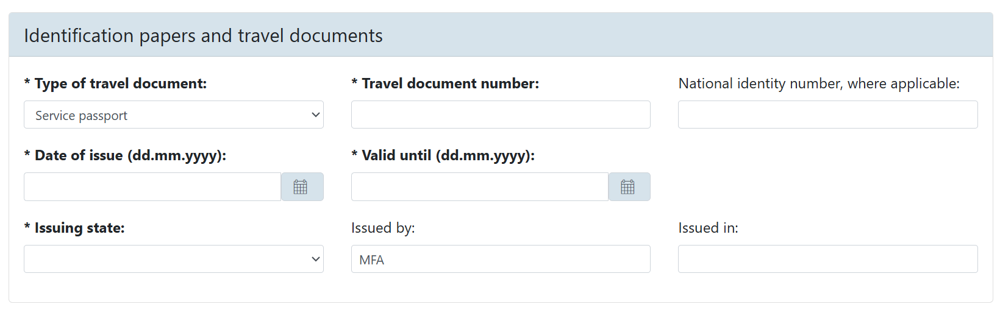 Identification papers and travel documents
* Type of travel document: * Travel document number: National identity number, where applicable:
Service passport
* Date of issue (dd.mm.yyyy): * Valid until (dd.mm.yyyy):
* Issuing state: Issued by: Issued in:
MFA